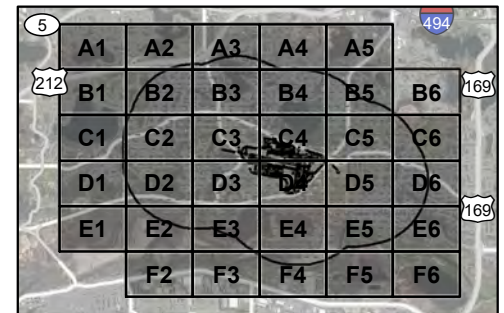 5
494
A1 A2 A3 A4 A5
212
B1 B2 B3 B4 B5 B6
169
C1 C2 C3 C4 C5 C6
D1 D2 D3 D4 D5 D6
169
E1 E2 E3 E4 E5 E6
F2 F3 F4 F5 F6